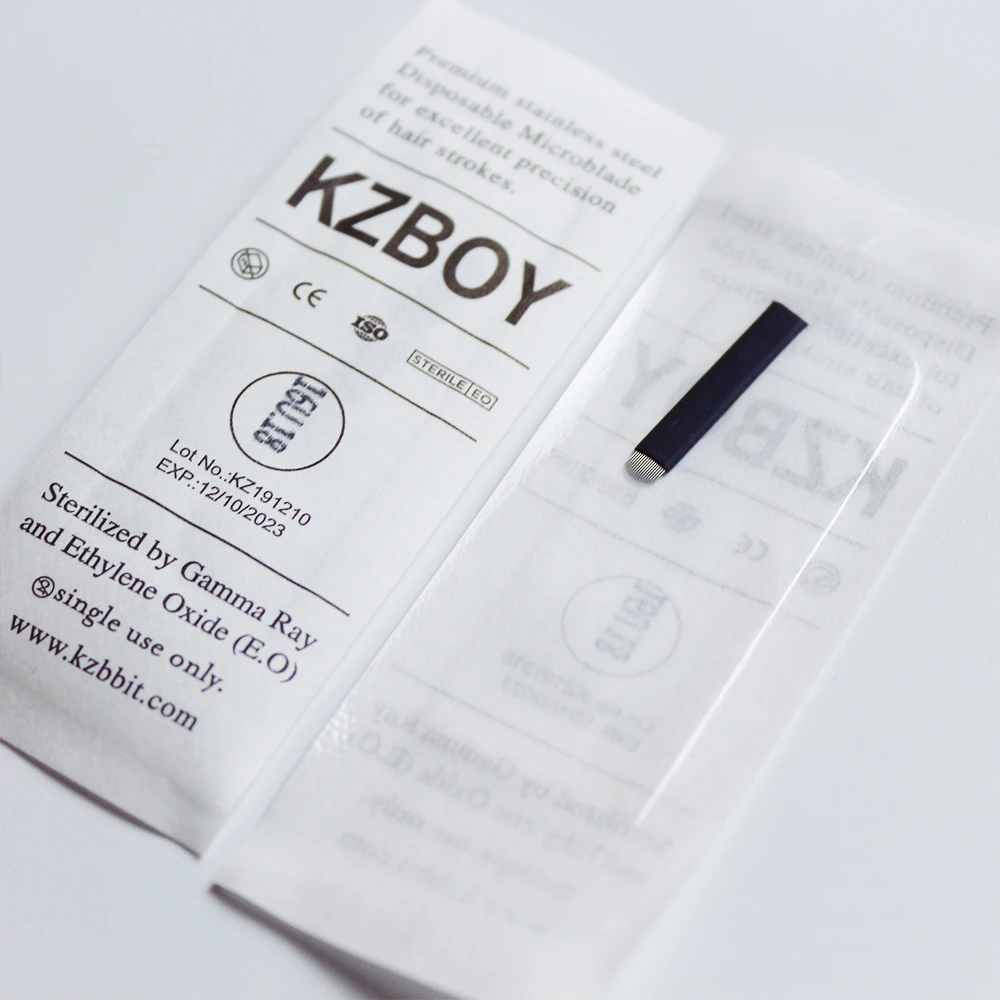 Premium stainless steel
Disposable Microblade
for excellent precision
of hair strokes.
KZBOY
CE
ISO
STERILE EO
Lot No.:KZ191210
EXP.:12/10/2023
Sterilized by Gamma Ray
and Ethylene Oxide (E.O)
single use only.
www.kzbbit.com